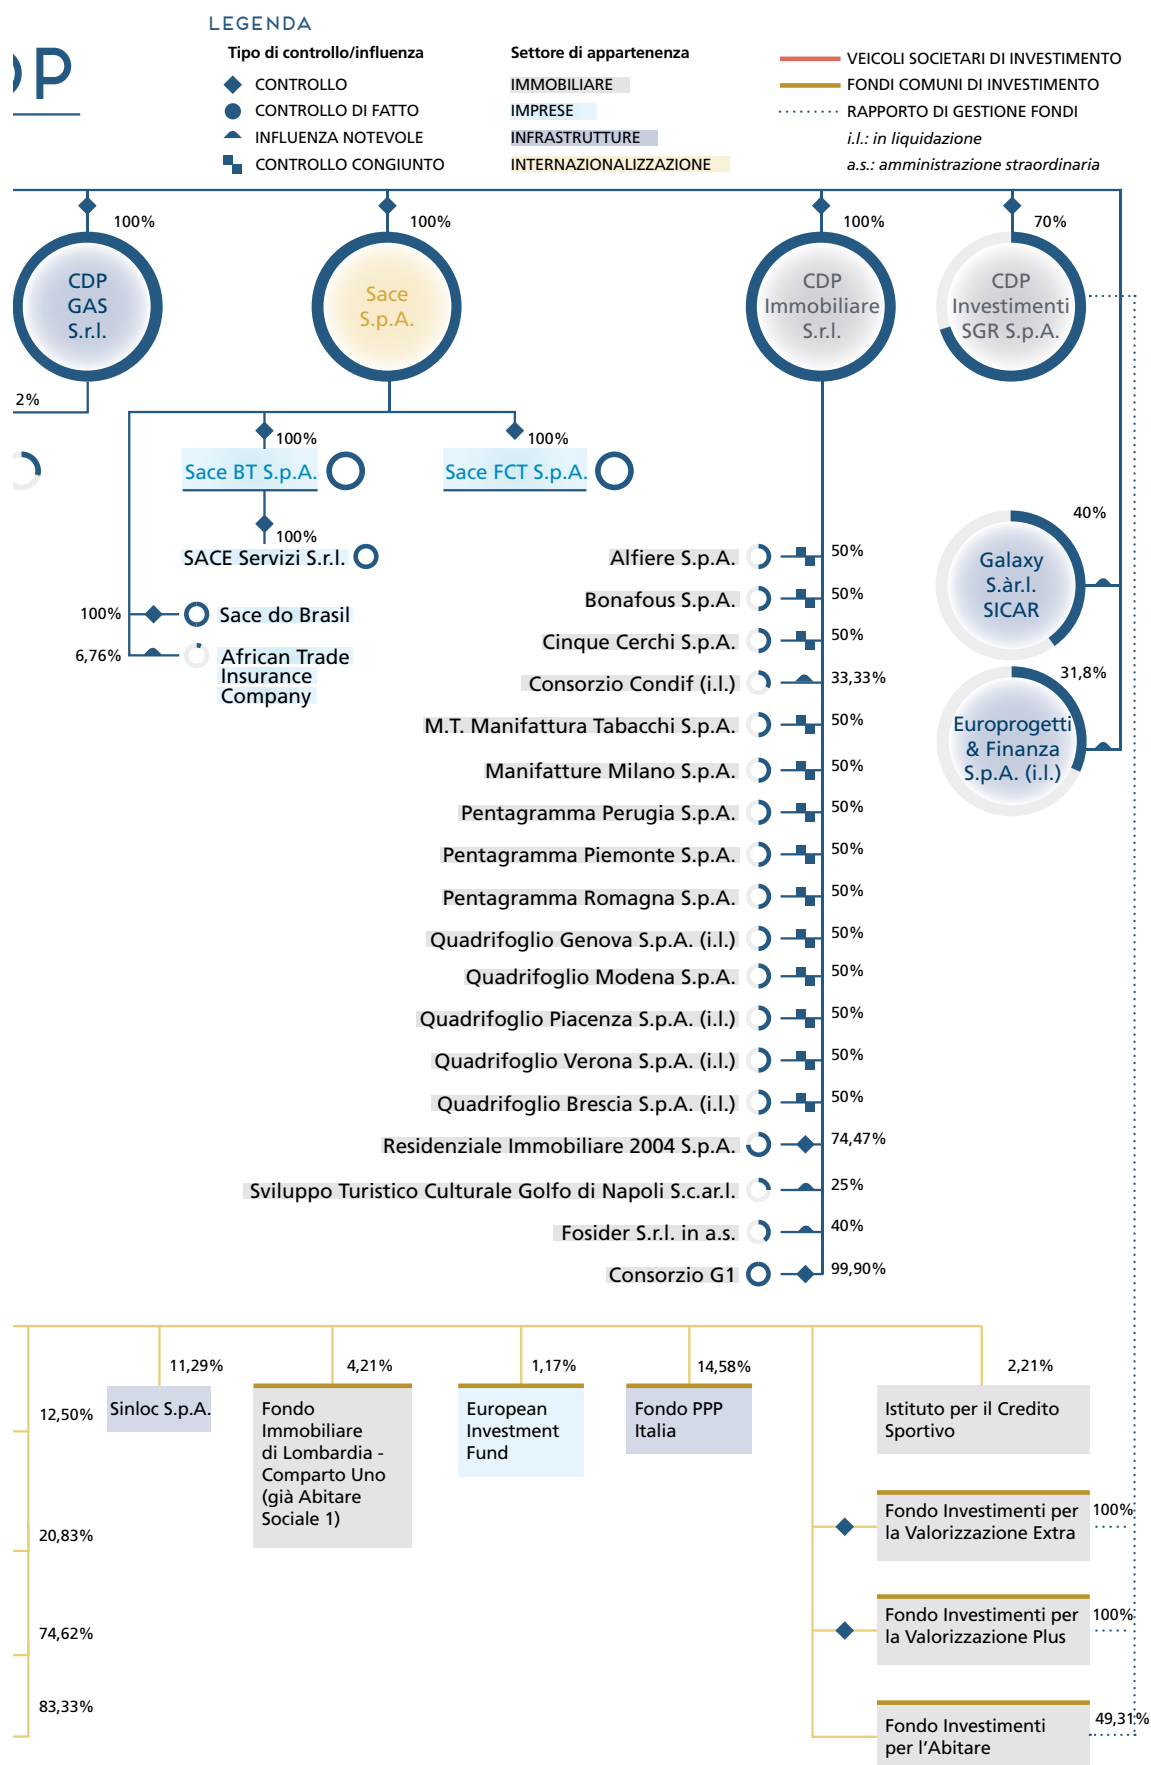 LEGENDA
Tipo di controllo/influenza
CONTROLLO
CONTROLLO DI FATTO
INFLUENZA NOTEVOLE
CONTROLLO CONGIUNTO
Settore di appartenenza
IMMOBILIARE
IMPRESE
INFRASTRUTTURE
INTERNAZIONALIZZAZIONE
VEICOLI SOCIETARI DI INVESTIMENTO
FONDI COMUNI DI INVESTIMENTO
RAPPORTO DI GESTIONE FONDI
i.l.: in liquidazione
a.s.: amministrazione straordinaria
DP
100%
CDP
GAS
S.r.l.
100%
Sace
S.p.A.
100%
CDP
Immobiliare
S.r.l.
70%
CDP
Investimenti
SGR S.p.A.
2%
100%
Sace BT S.p.A.
100%
Sace FCT S.p.A.
100%
SACE Servizi S.r.l.
100%
Sace do Brasil
6,76%
African Trade
Insurance
Company
40%
Galaxy
S.àr.l.
SICAR
31,8%
Europrogetti
& Finanza
S.p.A. (i.l.)
Alfiere S.p.A. 50%
Bonafous S.p.A. 50%
Cinque Cerchi S.p.A. 50%
Consorzio Condif (i.l.) 33,33%
M.T. Manifattura Tabacchi S.p.A. 50%
Manifatture Milano S.p.A. 50%
Pentagramma Perugia S.p.A. 50%
Pentagramma Piemonte S.p.A. 50%
Pentagramma Romagna S.p.A. 50%
Quadrifoglio Genova S.p.A. (i.l.) 50%
Quadrifoglio Modena S.p.A. 50%
Quadrifoglio Piacenza S.p.A. (i.l.) 50%
Quadrifoglio Verona S.p.A. (i.l.) 50%
Quadrifoglio Brescia S.p.A. (i.l.) 50%
Residenziale Immobiliare 2004 S.p.A. 74,47%
Sviluppo Turistico Culturale Golfo di Napoli S.c.ar.l. 25%
Fosider S.r.l. in a.s. 40%
Consorzio G1 99,90%
12,50%
20,83%
74,62%
83,33%
11,29%
Sinloc S.p.A.
4,21%
Fondo
Immobiliare
di Lombardia -
Comparto Uno
(già Abitare
Sociale 1)
1,17%
European
Investment
Fund
14,58%
Fondo PPP
Italia
2,21%
Istituto per il Credito
Sportivo
Fondo Investimenti per
la Valorizzazione Extra
100%
Fondo Investimenti per
la Valorizzazione Plus
100%
Fondo Investimenti
per l'Abitare
49,31%